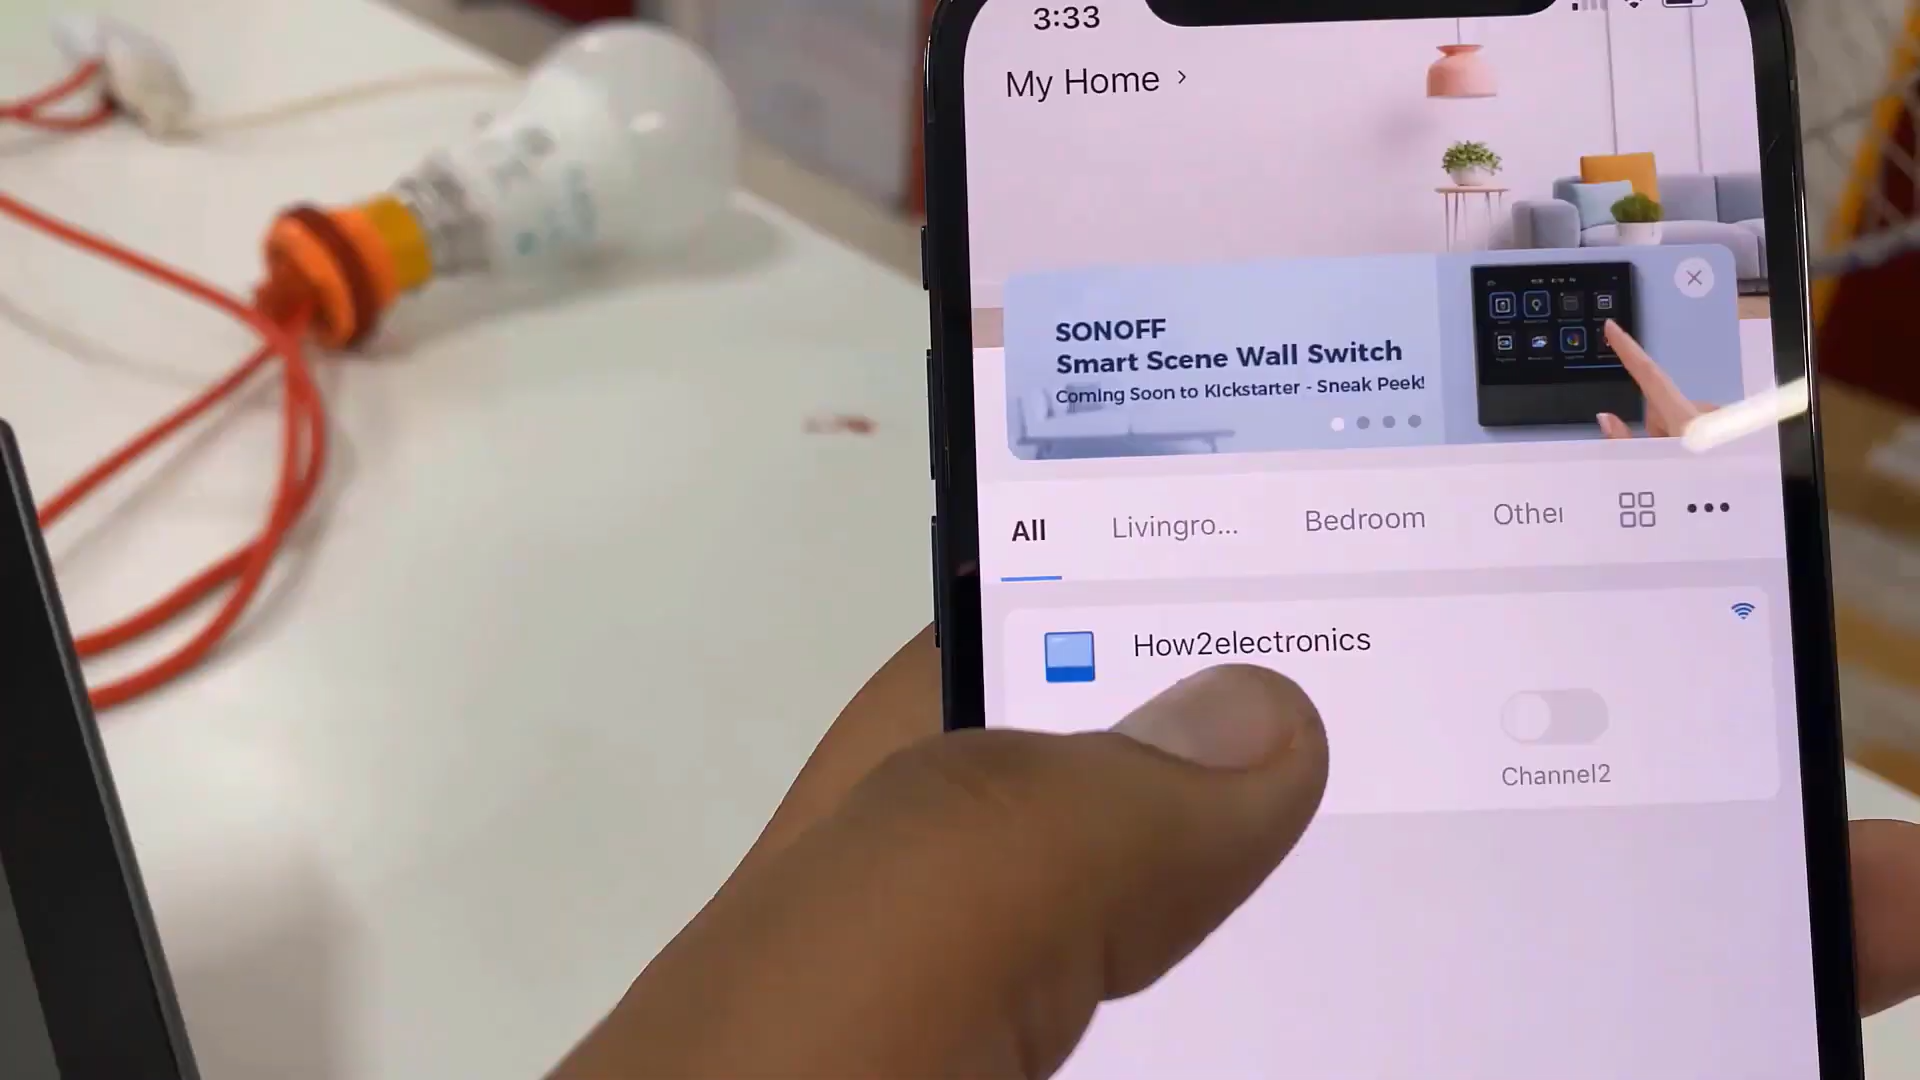 3:33
My Home
SONOFF
Smart Scene Wall Switch
Coming Soon to Kickstarter - Sneak Peek!
All Livingro... Bedroom Other
How2electronics
Channel2